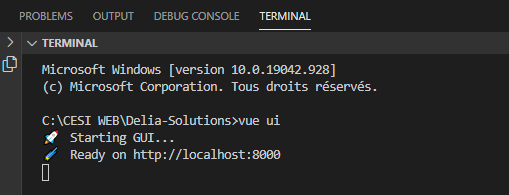 PROBLEMS OUTPUT DEBUG CONSOLE TERMINAL
TERMINAL
Microsoft Windows [version 10.0.19042.928]
(c) Microsoft Corporation. Tous droits réservés.
C:\CESI WEB\Delia-Solutions>vue ui
🚀 Starting GUI...
🌠 Ready on http://localhost:8000